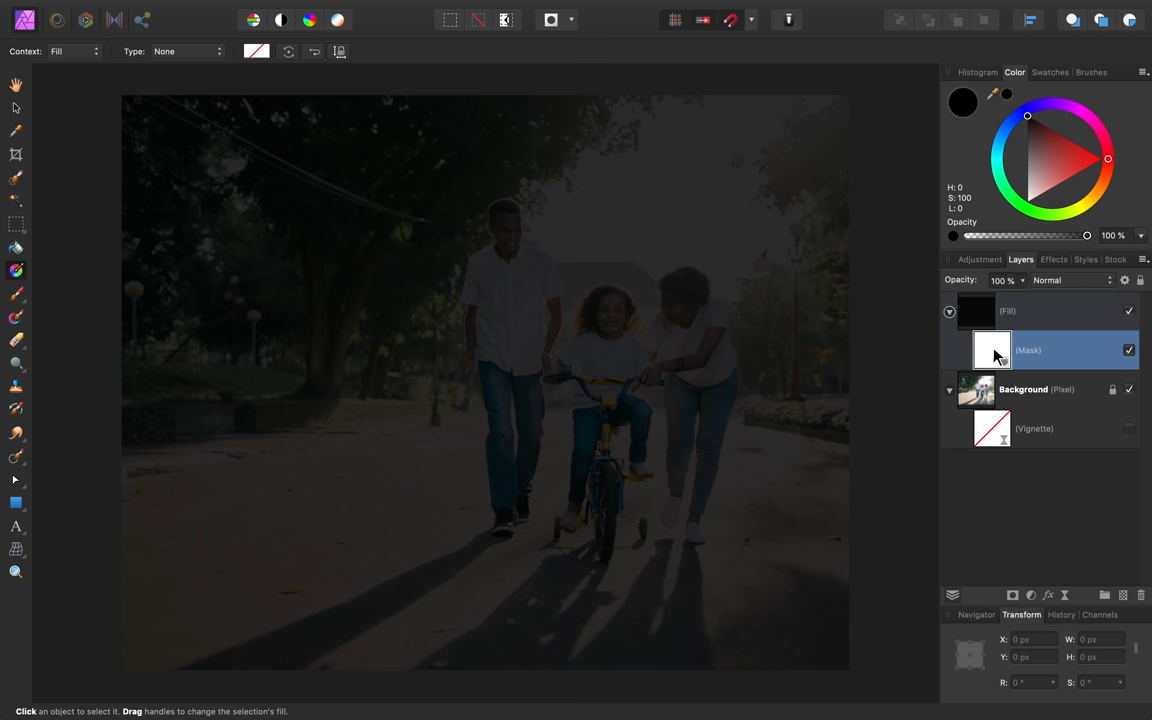 Context: Fill Type: None
Histogram Color Swatches Brushes
H: 0
S: 100
L: 0
Opacity
100 %
Adjustment Layers Effects Styles Stock
Opacity: 100 % Normal
(Fill)
(Mask)
Background (Pixel)
(Vignette)
Navigator Transform History Channels
X: 0 px W: 0 px
Y: 0 px H: 0 px
R: 0 ° S: 0 °
Click an object to select it. Drag handles to change the selection's fill.